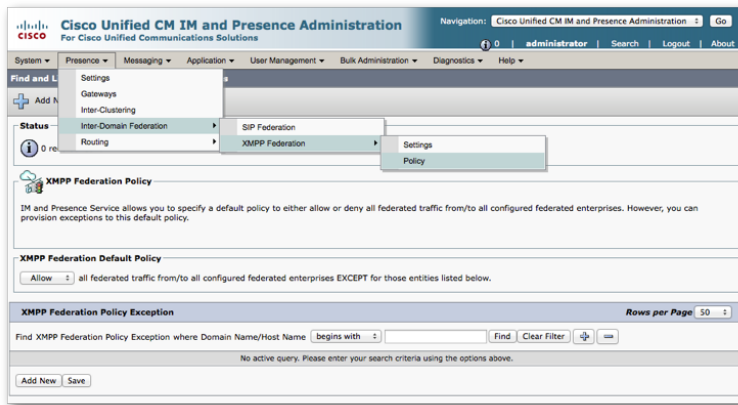 Cisco Unified CM IM and Presence Administration
For Cisco Unified Communications Solutions
CISCO
Navigation: Cisco Unified CM IM and Presence Administration Go
0 | administrator | Search | Logout | About
System Presence Messaging Application User Management Bulk Administration Diagnostics Help
Find and L s
Add N
Settings
Gateways
Inter-Clustering
Inter-Domain Federation
Routing
SIP Federation
XMPP Federation
Settings
Policy
Status
0 re
XMPP Federation Policy
IM and Presence Service allows you to specify a default policy to either allow or deny all federated traffic from/to all configured federated enterprises. However, you can
provision exceptions to this default policy.
XMPP Federation Default Policy
Allow all federated traffic from/to all configured federated enterprises EXCEPT for those entities listed below.
XMPP Federation Policy Exception Rows per Page 50
Find XMPP Federation Policy Exception where Domain Name/Host Name begins with Find Clear Filter
No active query. Please enter your search criteria using the options above.
Add New Save